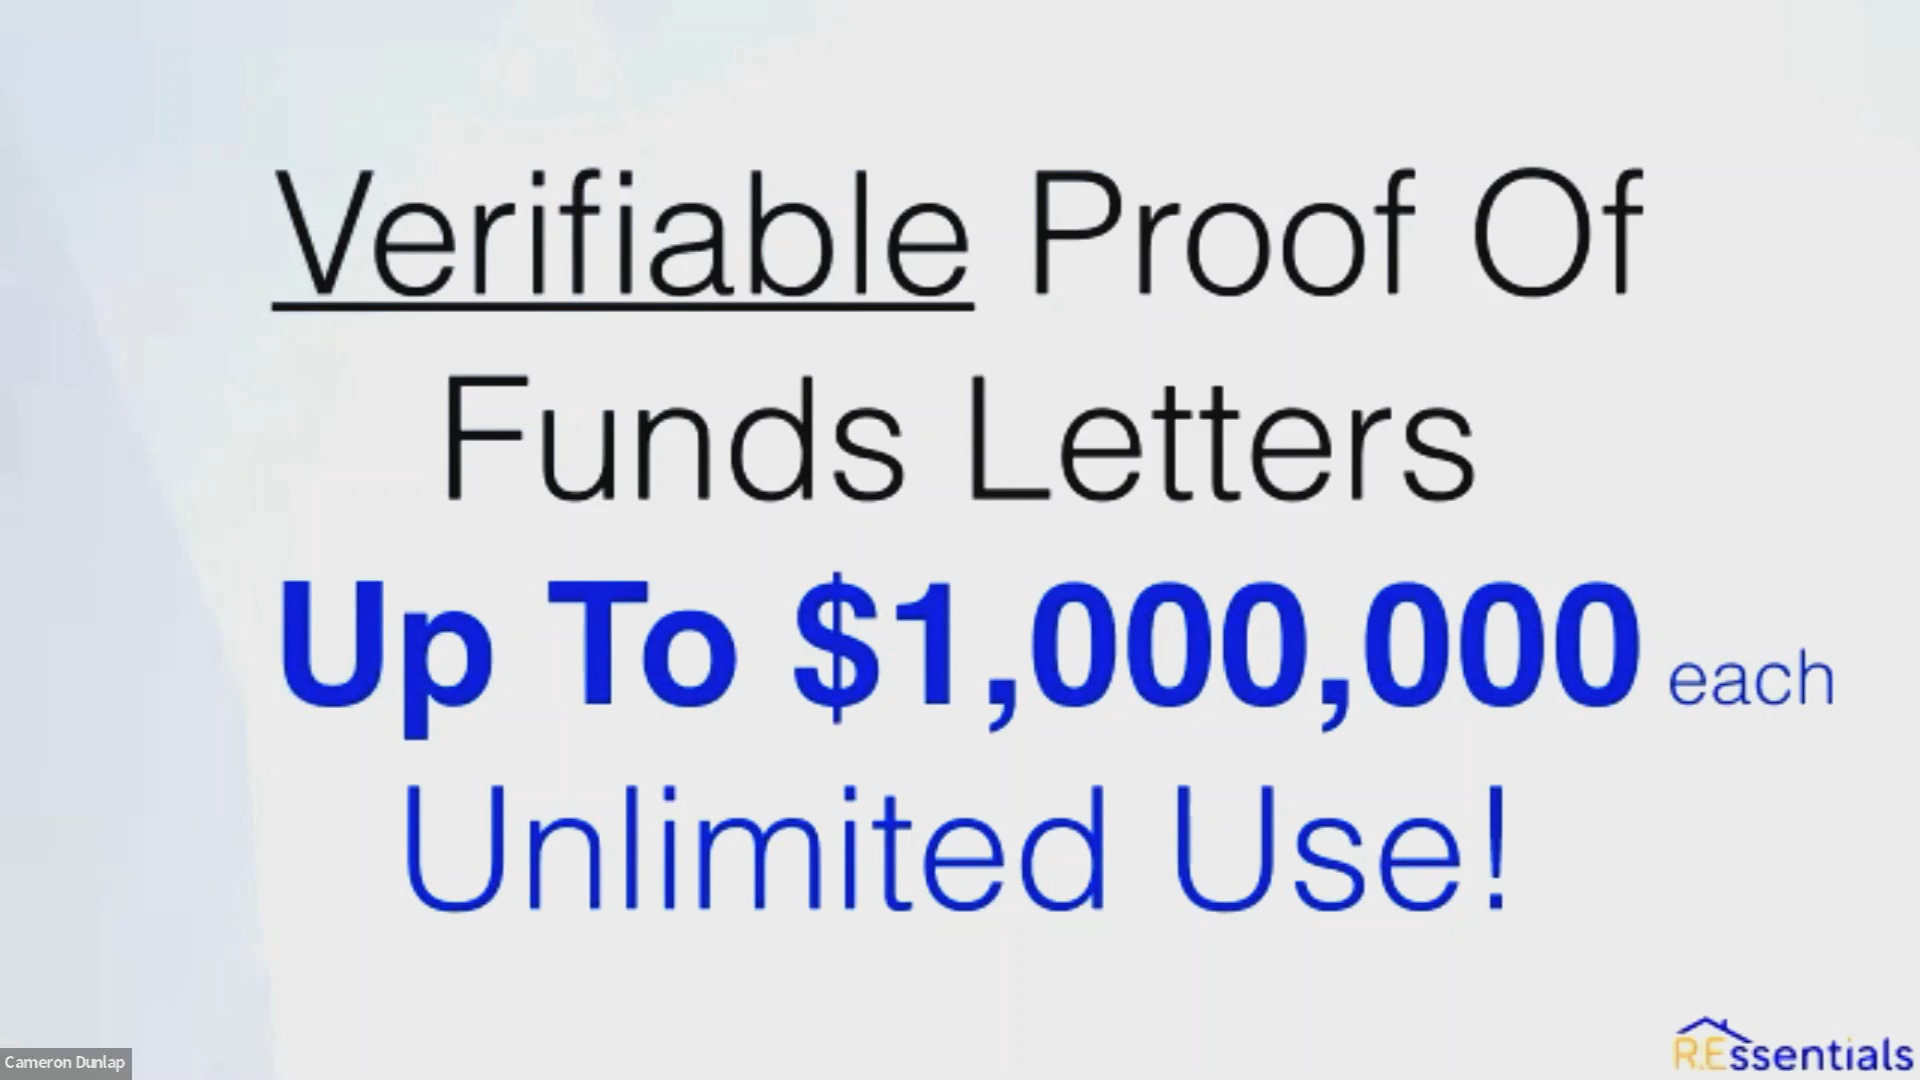 Verifiable Proof Of
Funds Letters
Up To $1,000,000 each
Unlimited Use!
R.Essentials
Cameron Dunlap